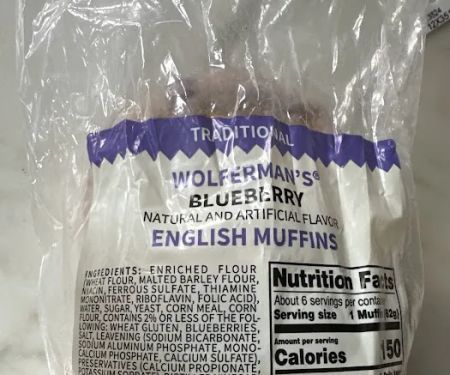 TRADITIONAL
WOLFERMAN'S®
BLUEBERRY
NATURAL AND ARTIFICIAL FLAVOR
ENGLISH MUFFINS
INGREDIENTS: ENRICHED FLOUR
(WHEAT FLOUR, MALTED BARLEY FLOUR,
NIACIN, FERROUS SULFATE, THIAMINE
MONONITRATE, RIBOFLAVIN, FOLIC ACID),
WATER, SUGAR, YEAST, CORN MEAL, CORN
FLOUR, CONTAINS 2% OR LESS OF THE FOL-
LOWING: WHEAT GLUTEN, BLUEBERRIES,
SALT, LEAVENING (SODIUM BICARBONATE,
SODIUM ALUMINUM PHOSPHATE, MONO-
CALCIUM PHOSPHATE, CALCIUM SULFATE),
PRESERVATIVES (CALCIUM PROPIONATE,
Nutrition Facts
About 6 servings per container
Serving size 1 Muffin (62g)
Amount per serving
Calories 150